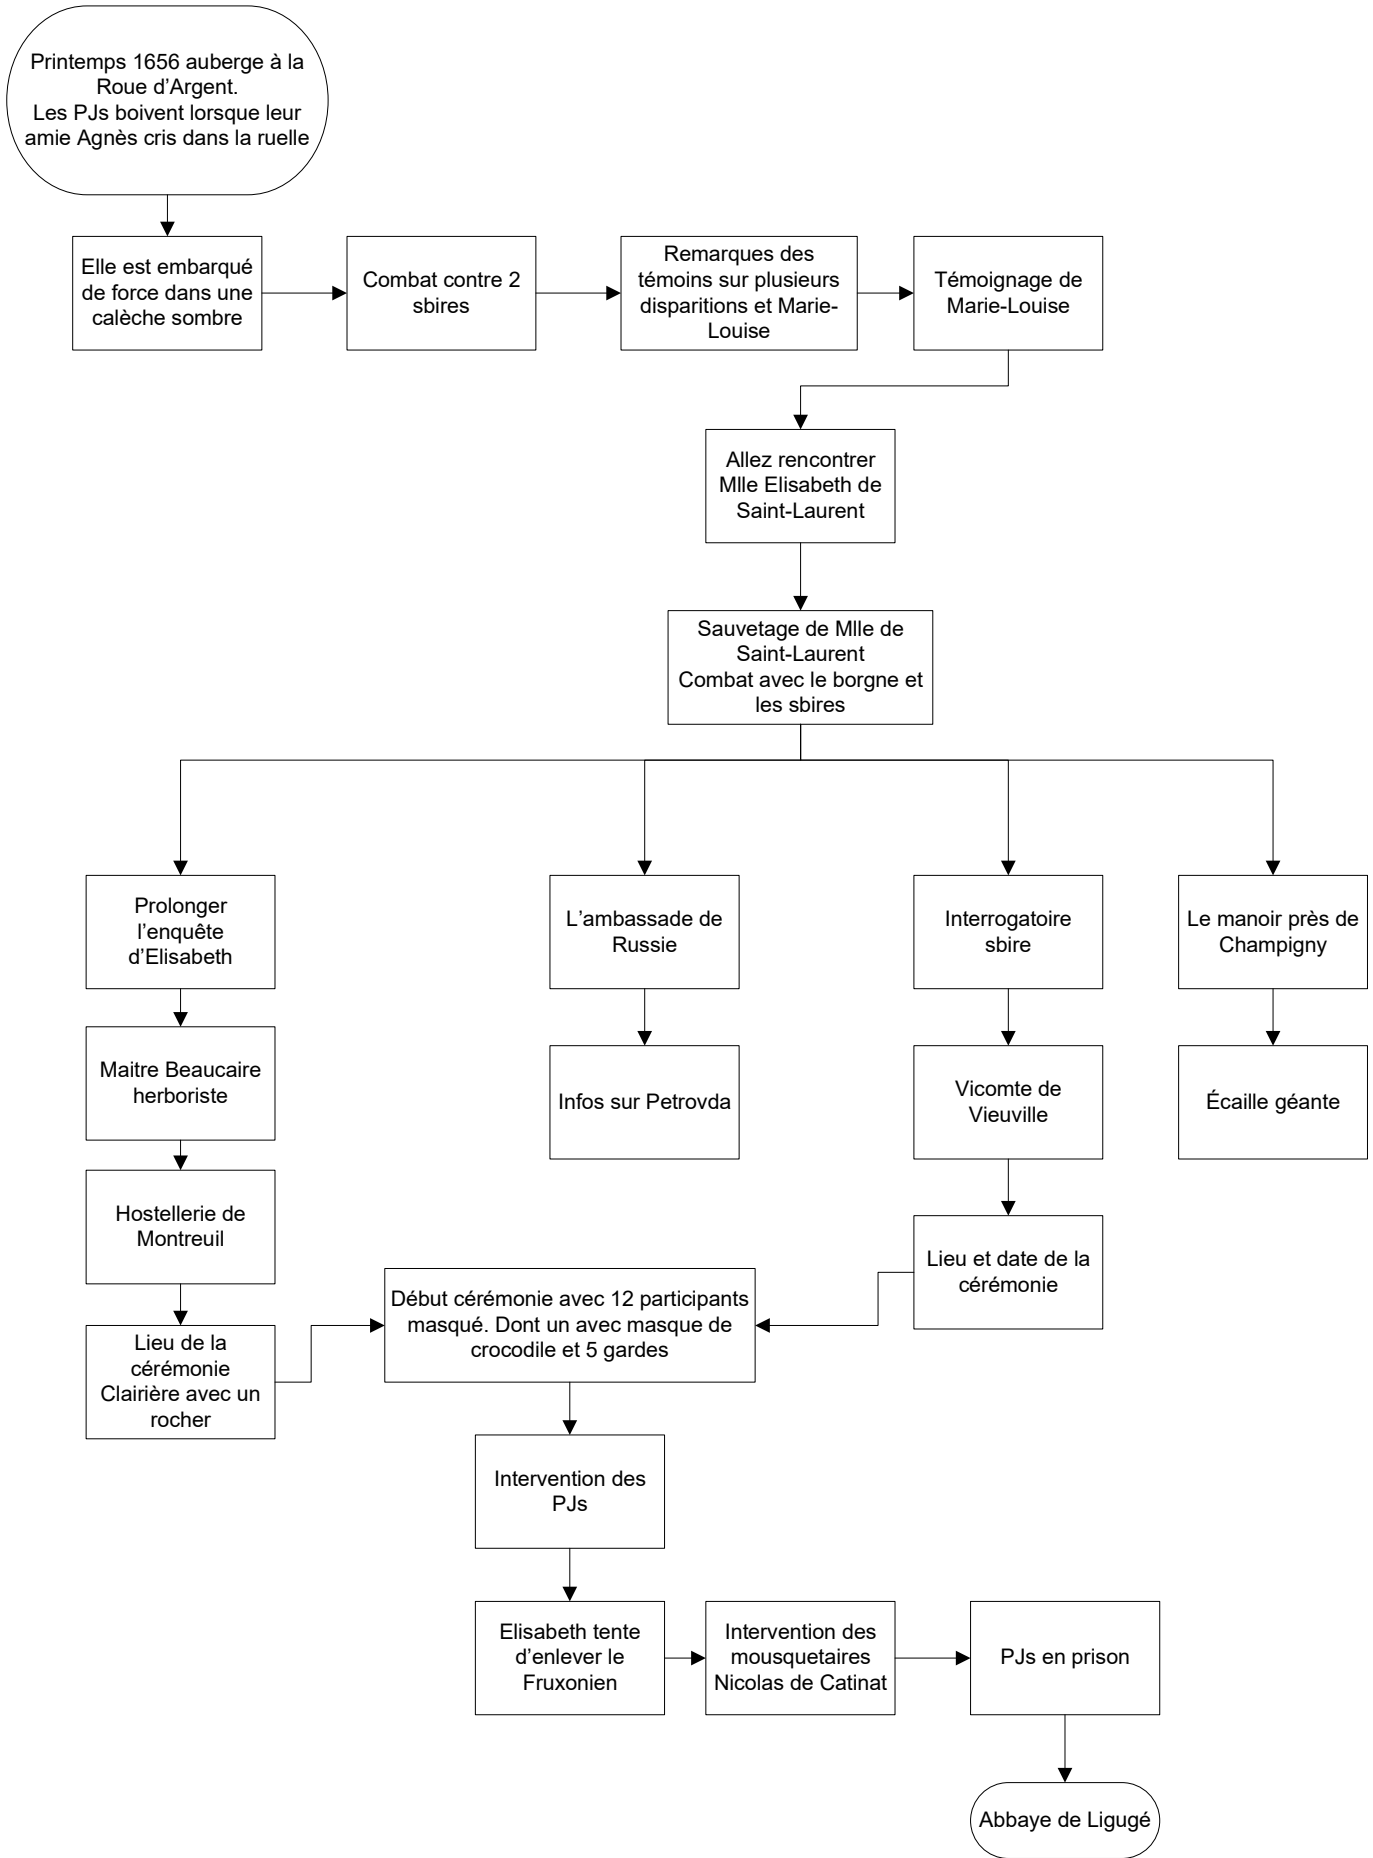 Printemps 1656 auberge à la
Roue d'Argent.
Les PJs boivent lorsque leur
amie Agnès cris dans la ruelle
Elle est embarqué
de force dans une
calèche sombre
Combat contre 2
sbires
Remarques des
témoins sur plusieurs
disparitions et Marie-
Louise
Témoignage de
Marie-Louise
Allez rencontrer
Mlle Elisabeth de
Saint-Laurent
Sauvetage de Mlle de
Saint-Laurent
Combat avec le borgne et
les sbires
Prolonger
l'enquête
d'Elisabeth
L'ambassade de
Russie
Interrogatoire
sbire
Le manoir près de
Champigny
Maitre Beaucaire
herboriste
Infos sur Petrovda
Vicomte de
Vieuville
Écaille géante
Hostellerie de
Montreuil
Lieu et date de la
cérémonie
Lieu de la
cérémonie
Clairière avec un
rocher
Début cérémonie avec 12 participants
masqué. Dont un avec masque de
crocodile et 5 gardes
Intervention des
PJs
Elisabeth tente
d'enlever le
Fruxonien
Intervention des
mousquetaires
Nicolas de Catinat
PJs en prison
Abbaye de Ligugé